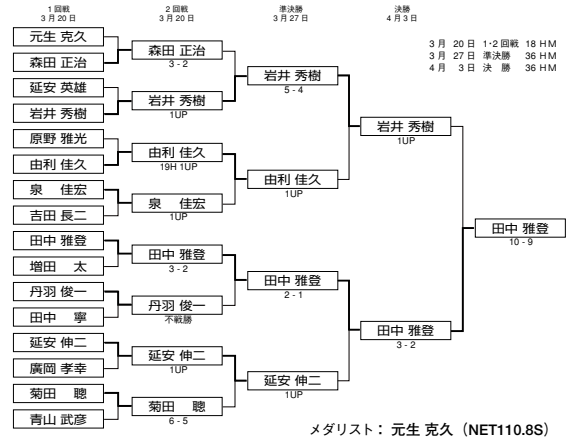 1 回戦
3 月 20 日
2 回戦
3 月 20 日
準決勝
3 月 27 日
決勝
4 月 3 日
3 月 20 日 1・2 回戦 18 H M
3 月 27 日 準決勝 36 H M
4 月 3 日 決 勝 36 H M
元生 克久
森田 正治
延安 英雄
岩井 秀樹
原野 雅光
由利 佳久
泉 佳宏
吉田 長二
田中 雅登
増田 太
丹羽 俊一
田中 寧
延安 伸二
廣岡 孝幸
菊田 聰
青山 武彦
森田 正治
3 - 2
岩井 秀樹
1UP
由利 佳久
19H 1UP
泉 佳宏
1UP
田中 雅登
3 - 2
丹羽 俊一
不戦勝
延安 伸二
1UP
菊田 聰
6 - 5
岩井 秀樹
5 - 4
由利 佳久
1UP
田中 雅登
2 - 1
延安 伸二
1UP
岩井 秀樹
1UP
田中 雅登
3 - 2
田中 雅登
10 - 9
メダリスト： 元生 克久（NET110.8S）